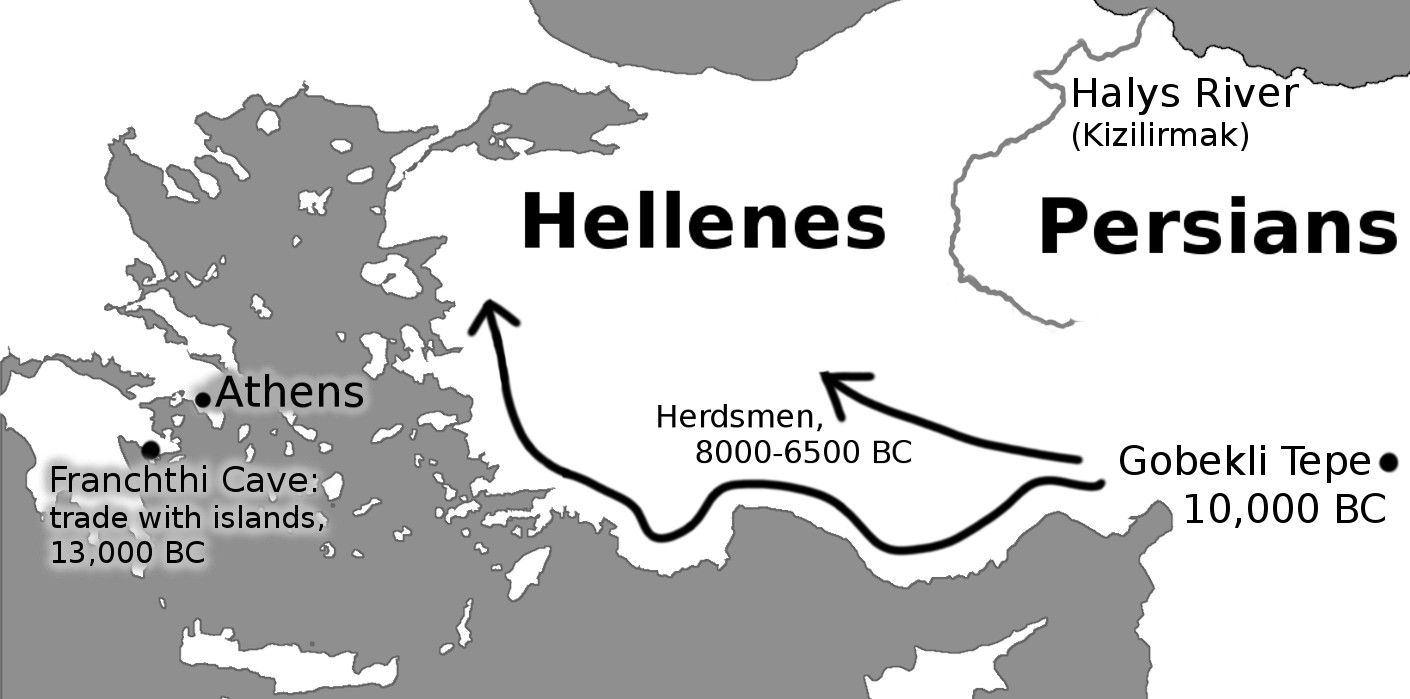 Halys River
(Kizilirmak)
Hellenes
Persians
Athens
Herdsmen,
8000-6500 BC
Gobekli Tepe
10,000 BC
Franchthi Cave:
trade with islands,
13,000 BC